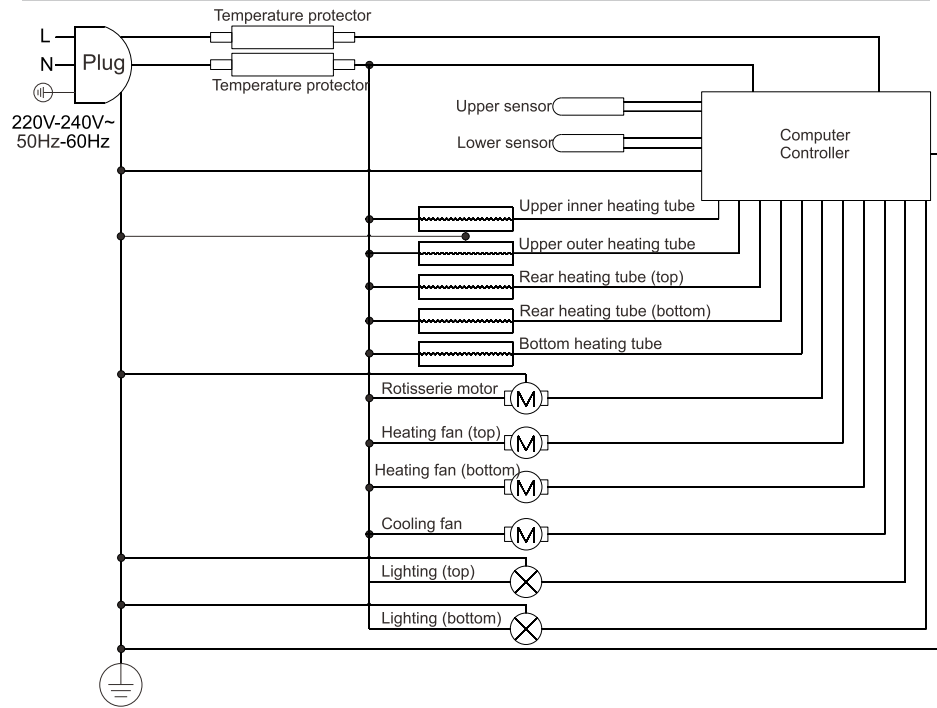 Temperature protector
L
N
Plug
Temperature protector
220V-240V~
50Hz-60Hz
Upper sensor
Lower sensor
Computer
Controller
Upper inner heating tube
Upper outer heating tube
Rear heating tube (top)
Rear heating tube (bottom)
Bottom heating tube
Rotisserie motor
M
Heating fan (top)
M
Heating fan (bottom)
M
Cooling fan
M
Lighting (top)
Lighting (bottom)